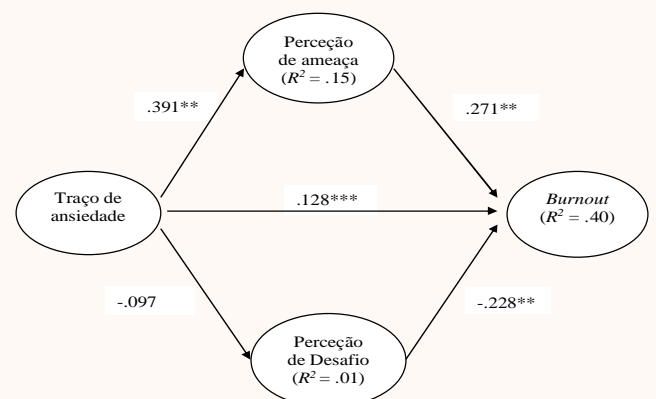 Perceção
de ameaça
(R² = .15)
.391**
.271**
Traço de
ansiedade
.128***
Burnout
(R² = .40)
-.097
-.228**
Perceção
de Desafio
(R² = .01)